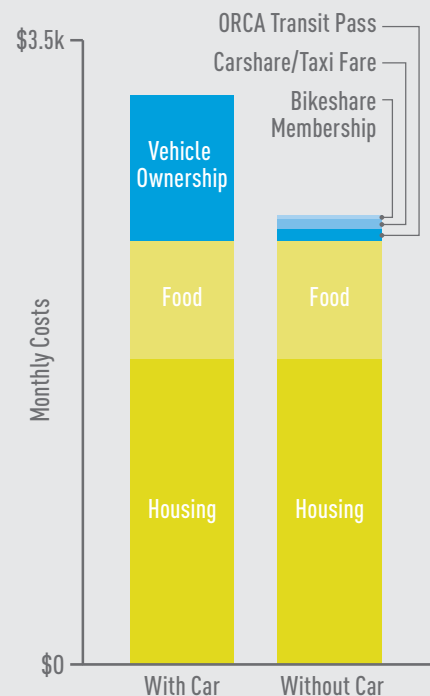 ORCA Transit Pass
$3.5k
Carshare/Taxi Fare
Bikeshare
Membership
Vehicle
Ownership
Food
Food
Monthly Costs
Housing
Housing
$0
With Car
Without Car